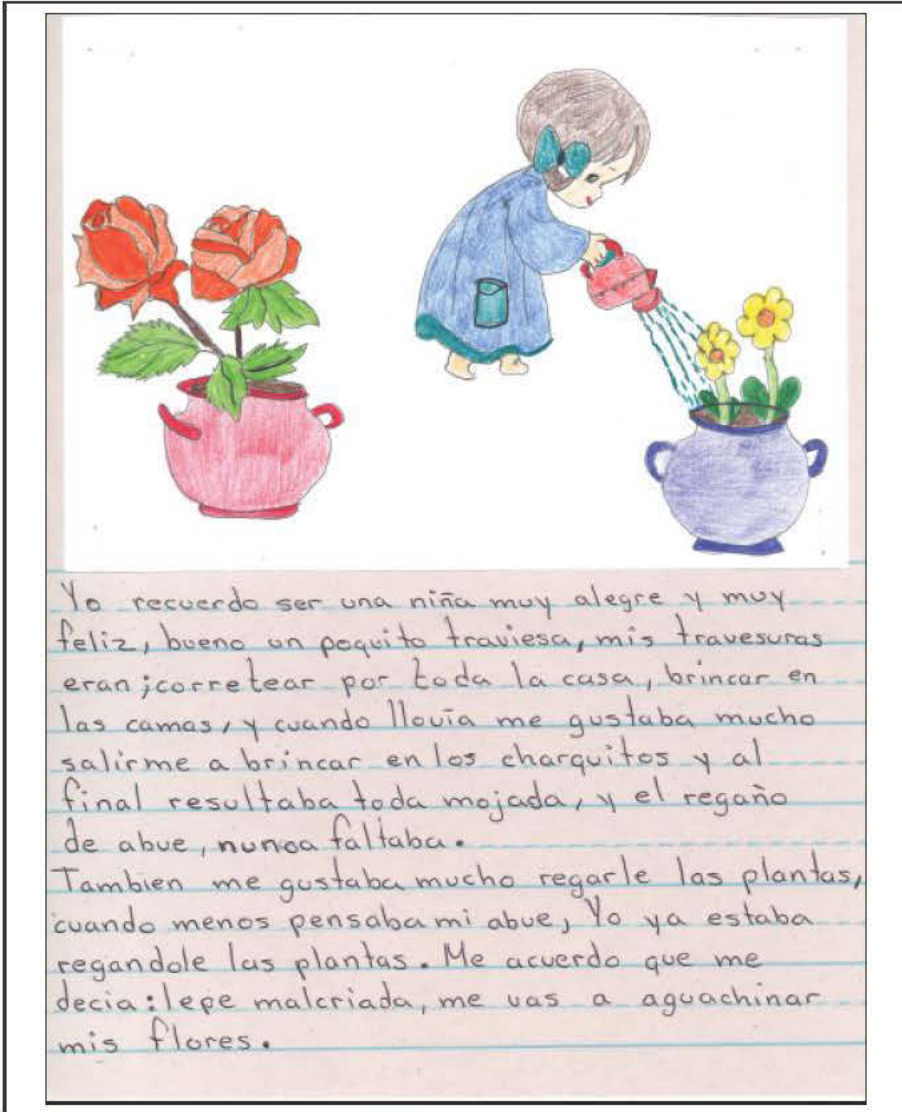 Yo recuerdo ser una niña muy alegre y muy
feliz, bueno un poquito traviesa, mis travesuras
eran; corretear por toda la casa, brincar en
las camas, y cuando llovia me gustaba mucho
salirme a brincar en los charquitos y al
final resultaba toda mojada, y el regaño
de abue, nunca faltaba.
Tambien me gustaba mucho regarle las plantas,
cuando menos pensaba mi abue, Yo ya estaba
regandole las plantas. Me acuerdo que me
decia: lepe malcriada, me vas a aguachinar
mis flores.